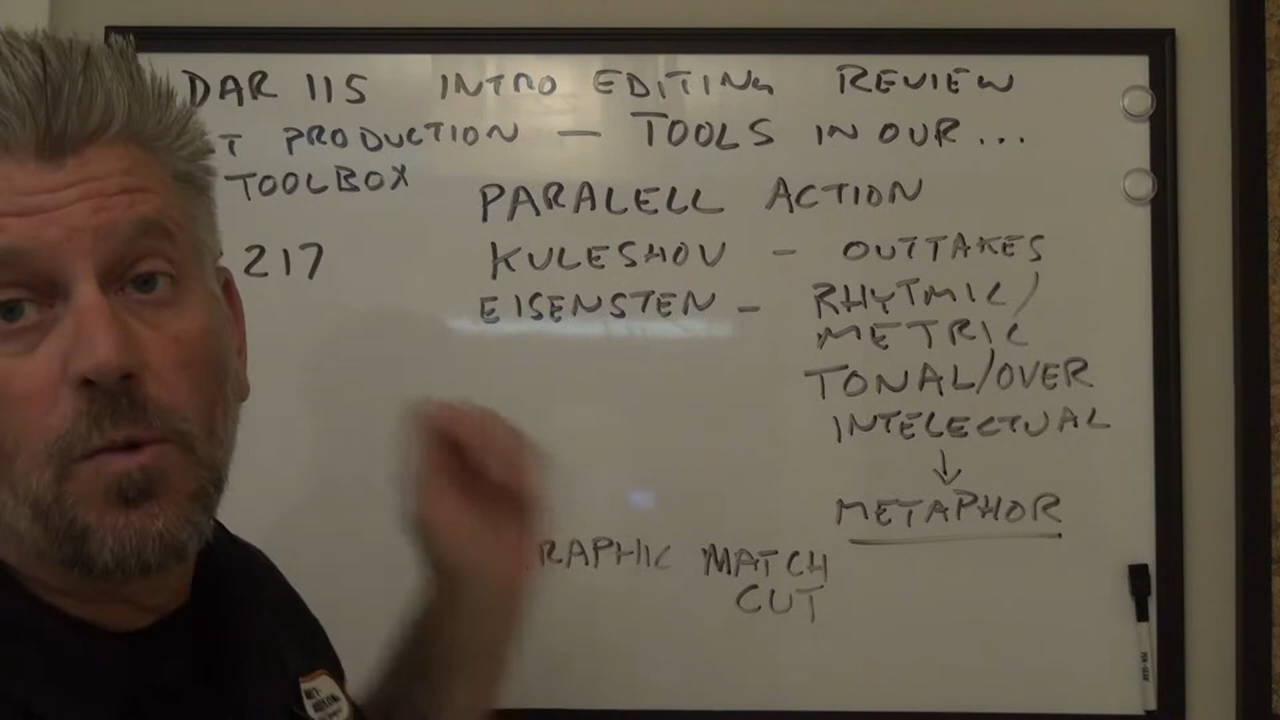 DAR 115 INTRO EDITING REVIEW
T PRODUCTION — TOOLS IN OUR...
TOOLBOX
PARALELL ACTION
217
KULESHOV - OUTTAKES
EISENSTEN - RHYTMIC/
METRIC
TONAL/OVER
INTELECTUAL
↓
METAPHOR
RAPHIC MATCH
CUT